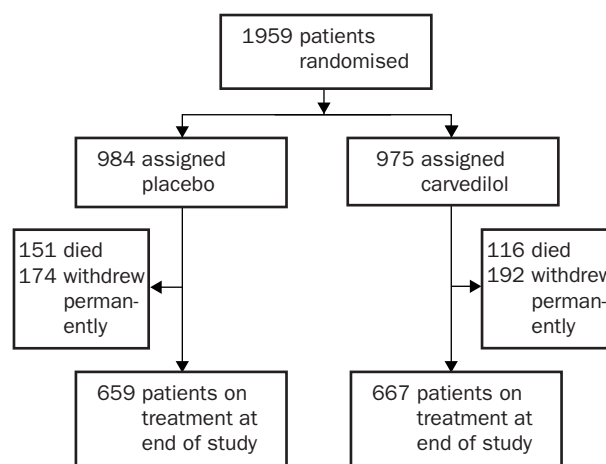 1959 patients
randomised
984 assigned
placebo
975 assigned
carvedilol
151 died
174 withdrew
perman-
ently
116 died
192 withdrew
perman-
ently
659 patients on
treatment at
end of study
667 patients on
treatment at
end of study